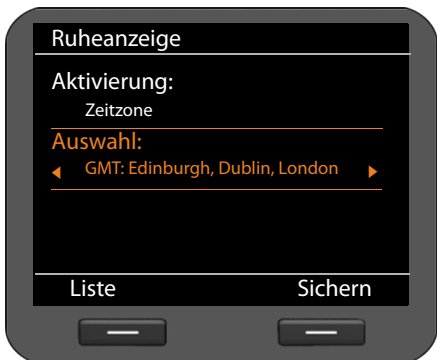 Ruheanzeige
Aktivierung:
Zeitzone
Auswahl:
GMT: Edinburgh, Dublin, London
Liste Sichern